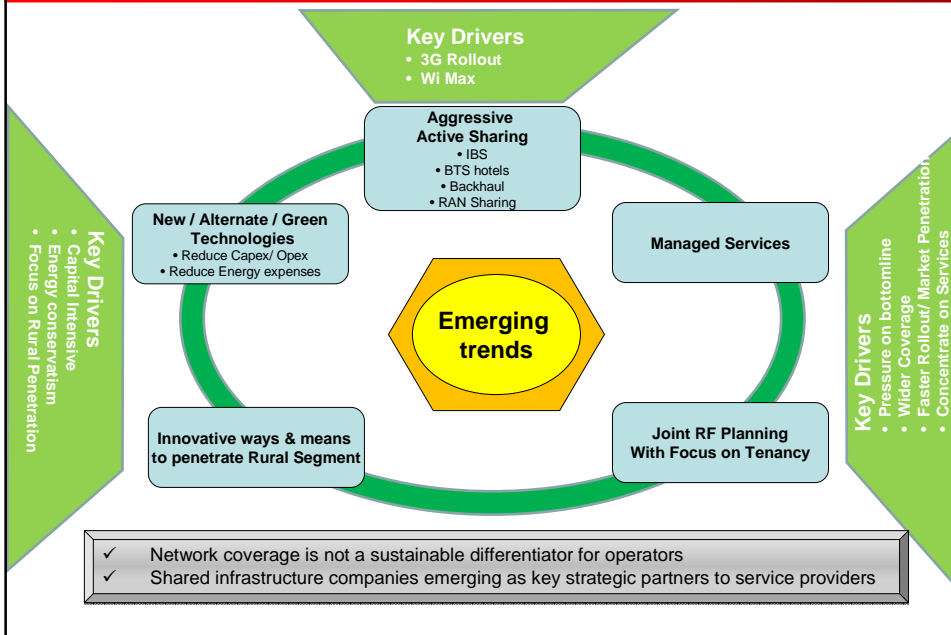 Key Drivers
• 3G Rollout
• Wi Max
Aggressive
Active Sharing
• IBS
• BTS hotels
• Backhaul
• RAN Sharing
New / Alternate / Green
Technologies
• Reduce Capex/ Opex
• Reduce Energy expenses
Managed Services
Key Drivers
• Capital Intensive
• Energy conservatism
• Focus on Rural Penetration
Emerging
trends
Key Drivers
• Pressure on bottomline
• Wider Coverage
• Faster Rollout/ Market Penetration
• Concentrate on Services
Innovative ways & means
to penetrate Rural Segment
Joint RF Planning
With Focus on Tenancy
✓ Network coverage is not a sustainable differentiator for operators
✓ Shared infrastructure companies emerging as key strategic partners to service providers